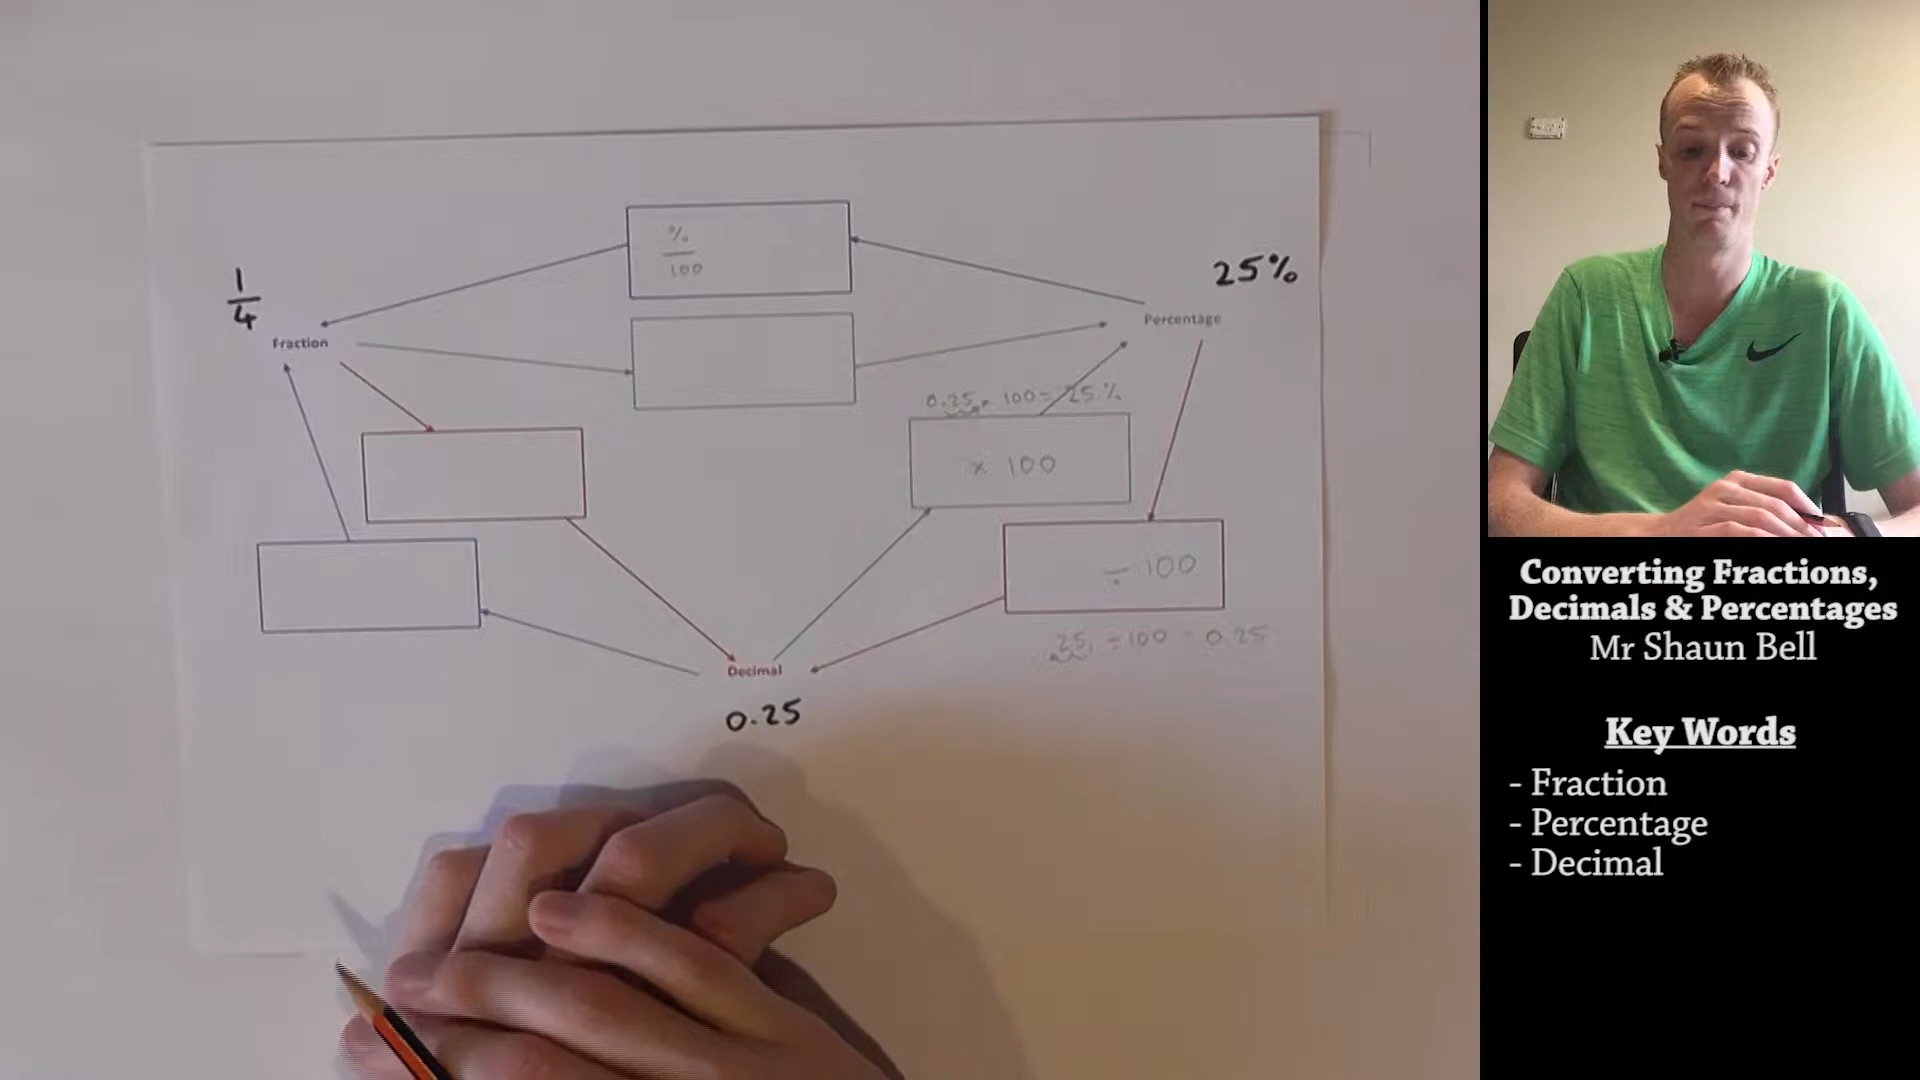 %
100
1
4
25%
Percentage
Fraction
0.25 × 100 = 25%
× 100
÷ 100
25. ÷ 100 = 0.25
Decimal
0.25
Converting Fractions,
Decimals & Percentages
Mr Shaun Bell
Key Words
- Fraction
- Percentage
- Decimal